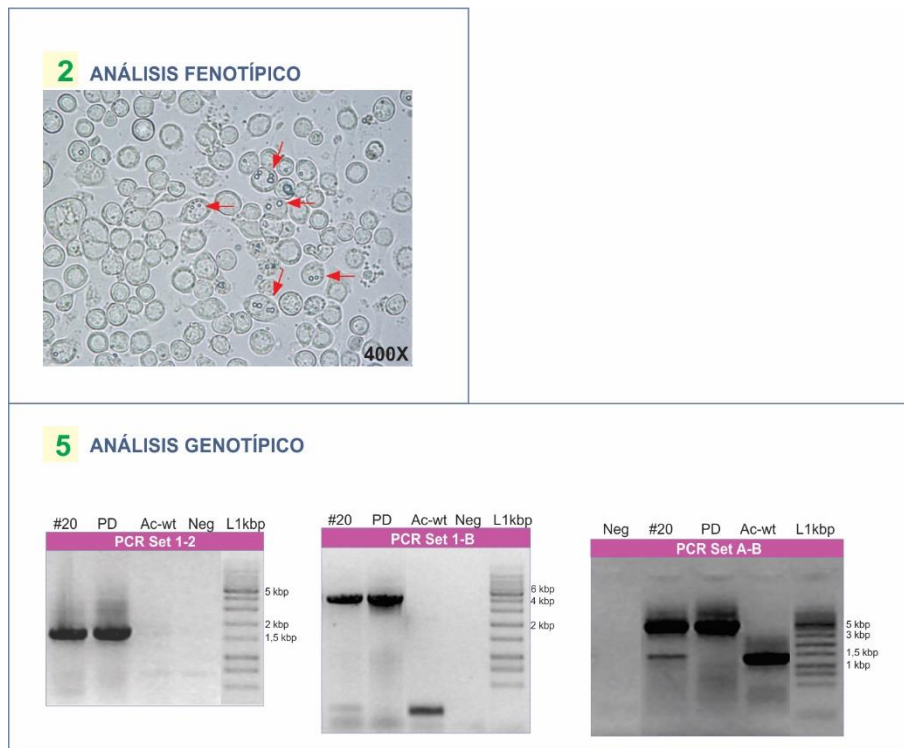 2 ANÁLISIS FENOTÍPICO
400X
5 ANÁLISIS GENOTÍPICO
#20 PD Ac-wt Neg L1kbp
PCR Set 1-2
5 kbp
2 kbp
1,5 kbp
#20 PD Ac-wt Neg L1kbp
PCR Set 1-B
6 kbp
4 kbp
2 kbp
Neg #20 PD Ac-wt L1kbp
PCR Set A-B
5 kbp
3 kbp
1,5 kbp
1 kbp